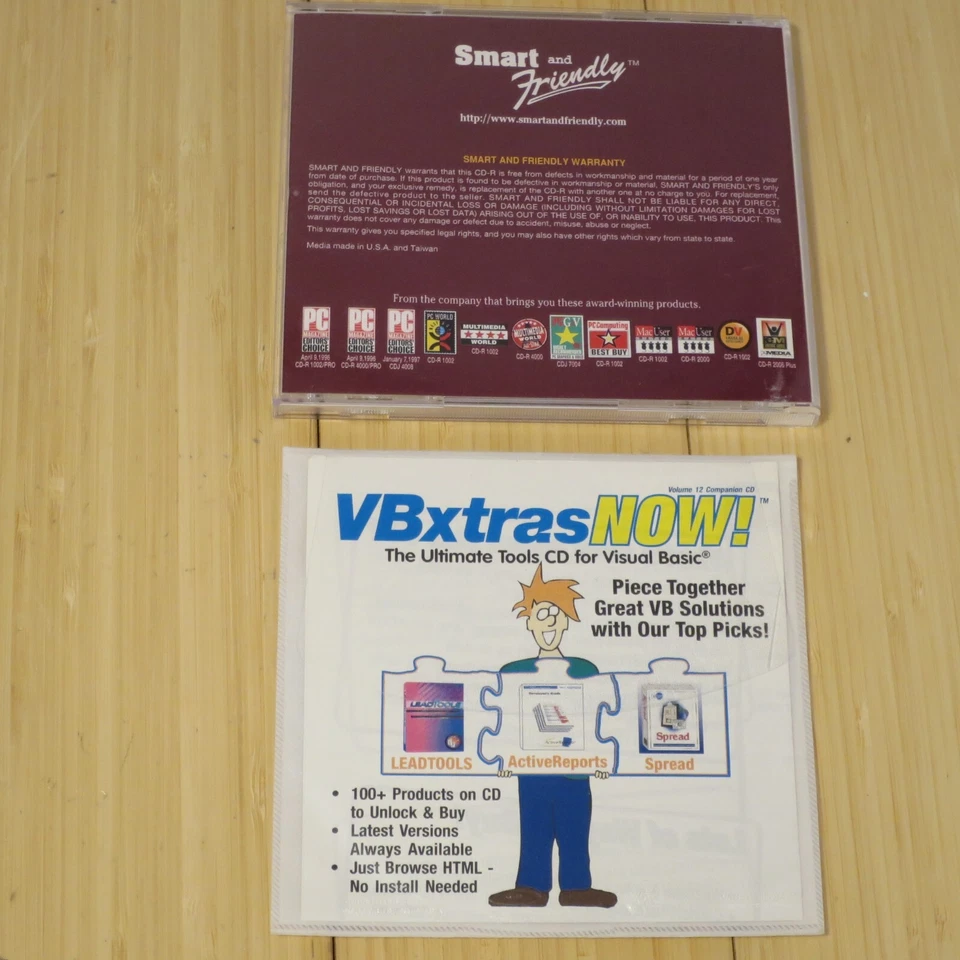 Smart and Friendly™
http://www.smartandfriendly.com
SMART AND FRIENDLY WARRANTY
SMART AND FRIENDLY warrants that this CD-R is free from defects in workmanship and material for a period of one year
from date of purchase. If this product is found to be defective in workmanship or material, SMART AND FRIENDLY'S only
obligation, and your exclusive remedy, is replacement of the CD-R with another one at no charge to you. For replacement,
send the defective product to the seller. SMART AND FRIENDLY SHALL NOT BE LIABLE FOR ANY DIRECT,
CONSEQUENTIAL OR INCIDENTAL LOSS OR DAMAGE (INCLUDING WITHOUT LIMITATION DAMAGES FOR LOST
PROFITS, LOST SAVINGS OR LOST DATA) ARISING OUT OF THE USE OF, OR INABILITY TO USE, THIS PRODUCT. This
warranty does not cover any damage or defect due to accident, misuse, abuse or neglect.
This warranty gives you specified legal rights, and you may also have other rights which vary from state to state.
Media made in U.S.A. and Taiwan
From the company that brings you these award-winning products.
PC MAGAZINE EDITORS' CHOICE
April 9,1996
CD-R 1002/PRO
PC MAGAZINE EDITORS' CHOICE
April 9,1996
CD-R 4000/PRO
PC MAGAZINE EDITORS' CHOICE
January 7,1997
CDJ 4008
PC WORLD
CD-R 1002
MULTIMEDIA
WORLD
CD-R 1002
MULTIMEDIA WORLD
CD-R 4000
GV
CDJ 7004
PC Computing
BEST BUY
CD-R 1002
MacUser
CD-R 1002
MacUser
CD-R 2000
DV
CD-R 1002
XMEDIA
CD-R 2006 Plus
Volume 12 Companion CD
VBxtrasNOW!™
The Ultimate Tools CD for Visual Basic®
Piece Together
Great VB Solutions
with Our Top Picks!
LEADTOOLS
Spread
LEADTOOLS
ActiveReports
Spread
• 100+ Products on CD
to Unlock & Buy
• Latest Versions
Always Available
• Just Browse HTML -
No Install Needed